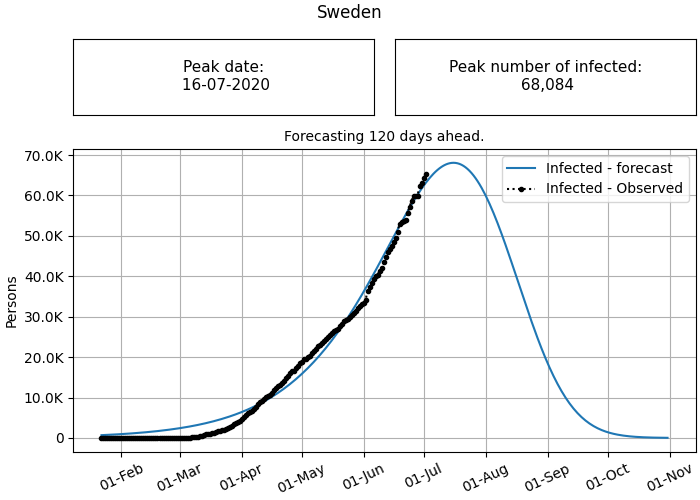 Sweden
Peak date:
16-07-2020
Peak number of infected:
68,084
Forecasting 120 days ahead.
Infected - forecast
Infected - Observed
Persons
70.0K
60.0K
50.0K
40.0K
30.0K
20.0K
10.0K
0
01-Feb
01-Mar
01-Apr
01-May
01-Jun
01-Jul
01-Aug
01-Sep
01-Oct
01-Nov